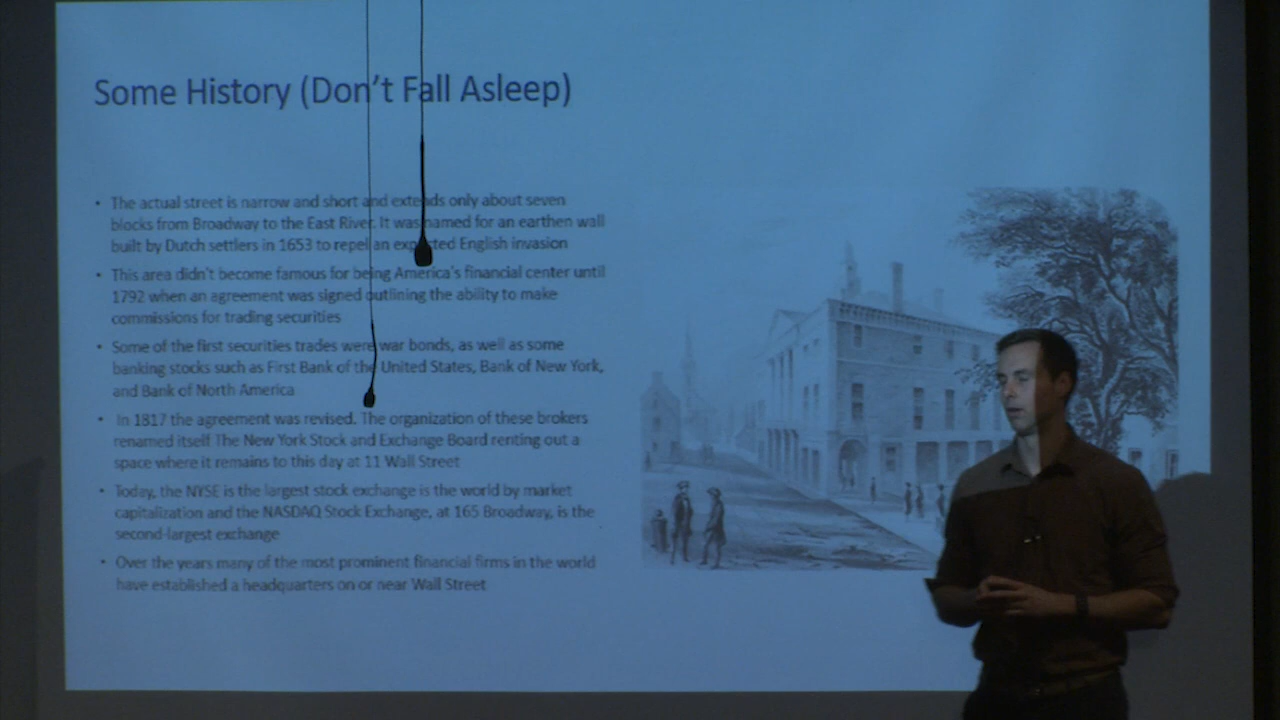 Some History (Don't Fall Asleep)
• The actual street is narrow and short and extends only about seven
blocks from Broadway to the East River. It was named for an earthen wall
built by Dutch settlers in 1653 to repel an expected English invasion
• This area didn't become famous for being America's financial center until
1792 when an agreement was signed outlining the ability to make
commissions for trading securities
• Some of the first securities trades were war bonds, as well as some
banking stocks such as First Bank of the United States, Bank of New York,
and Bank of North America
• In 1817 the agreement was revised. The organization of these brokers
renamed itself The New York Stock and Exchange Board renting out a
space where it remains to this day at 11 Wall Street
• Today, the NYSE is the largest stock exchange is the world by market
capitalization and the NASDAQ Stock Exchange, at 165 Broadway, is the
second-largest exchange
• Over the years many of the most prominent financial firms in the world
have established a headquarters on or near Wall Street